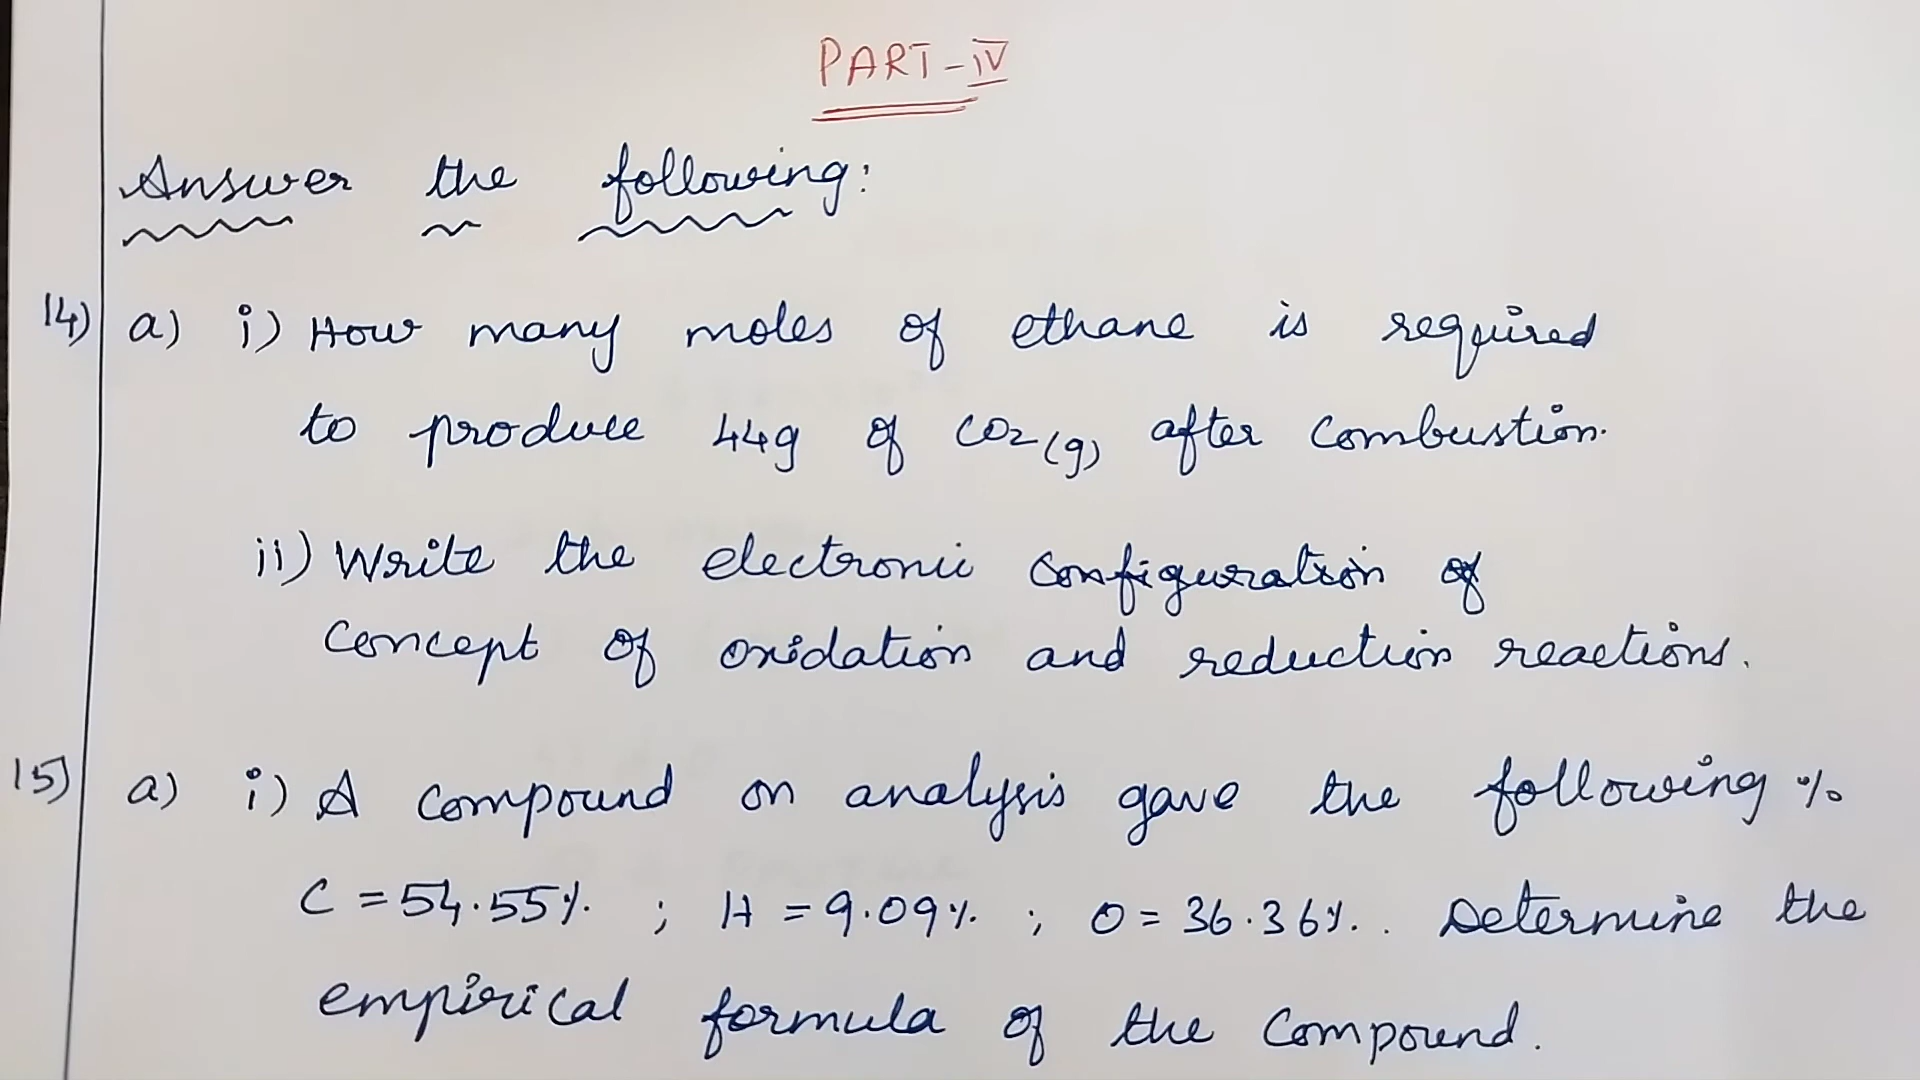 PART-IV
Answer the following:
14) a) i) How many moles of ethane is required
to produce 44g of CO2(g) after combustion.
ii) Write the electronic configuration of
concept of oxidation and reduction reactions.
15) a) i) A compound on analysis gave the following %
C = 54.55%. ; H = 9.09%. ; O = 36.36%. . Determine the
empirical formula of the compound.